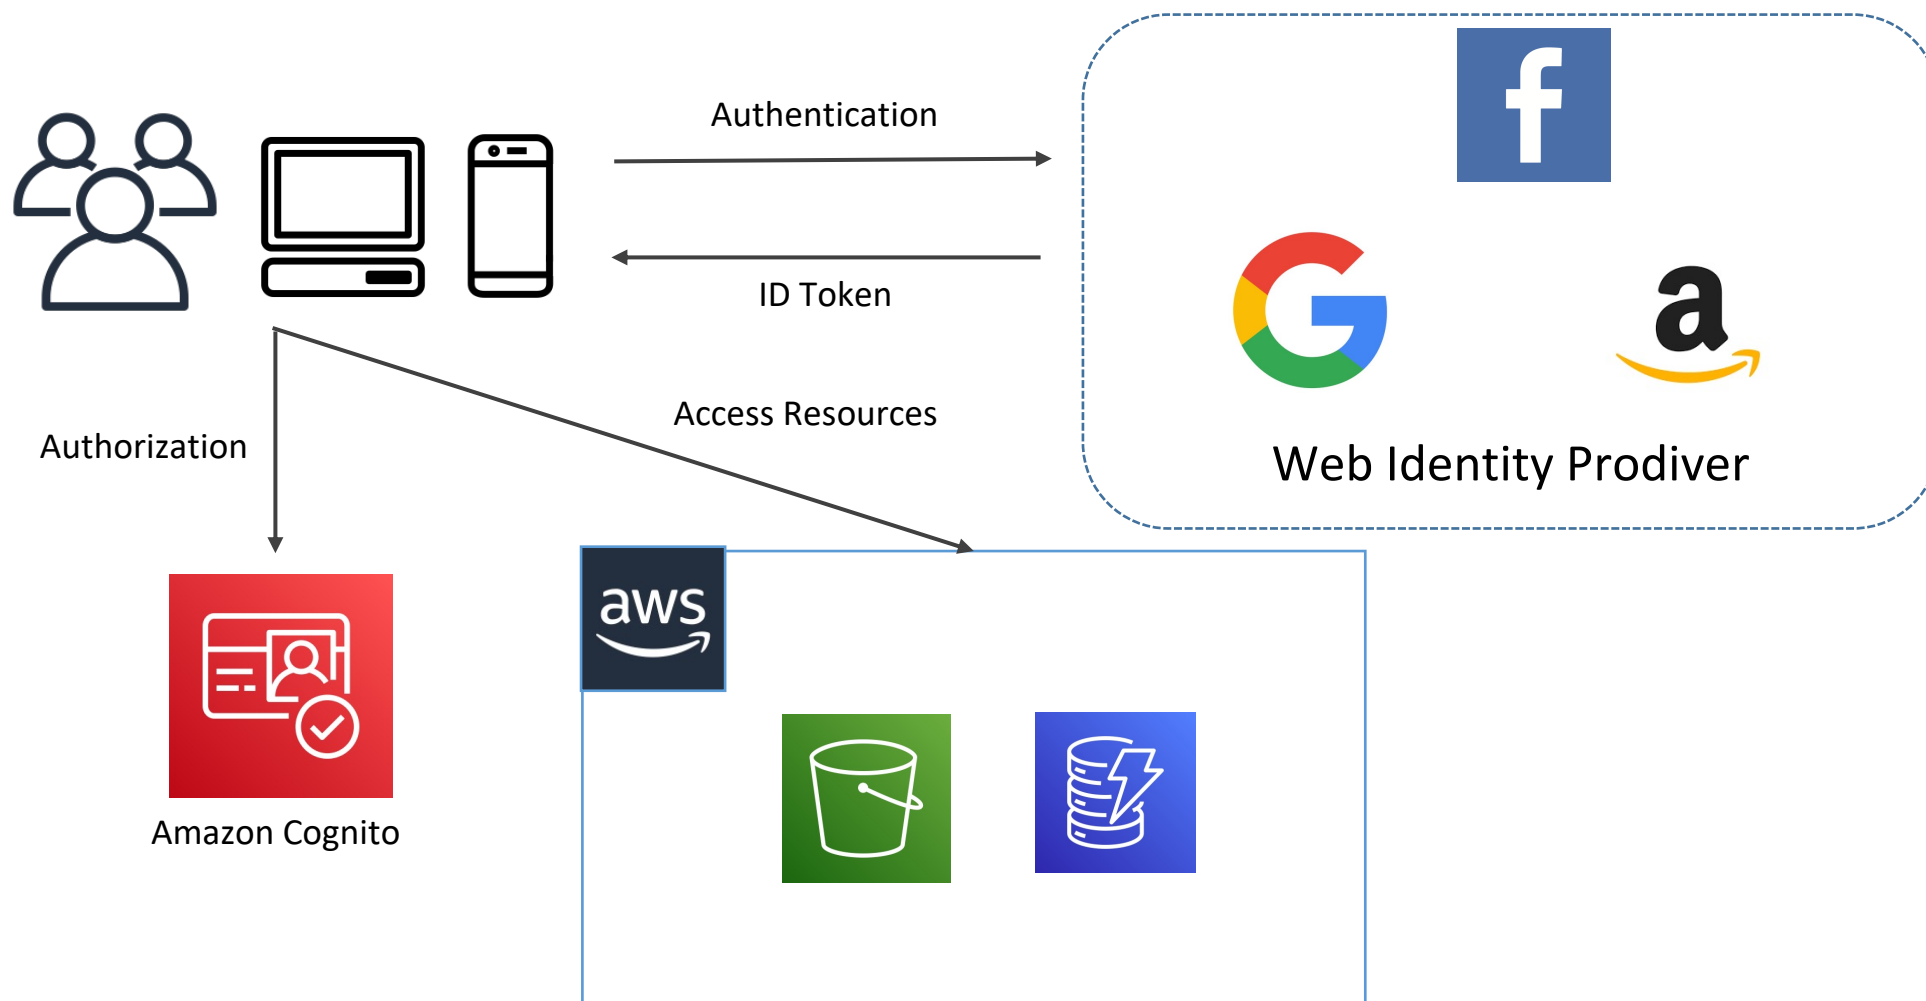 Authentication
ID Token
Access Resources
Authorization
Web Identity Prodiver
aws
Amazon Cognito
f
G
a